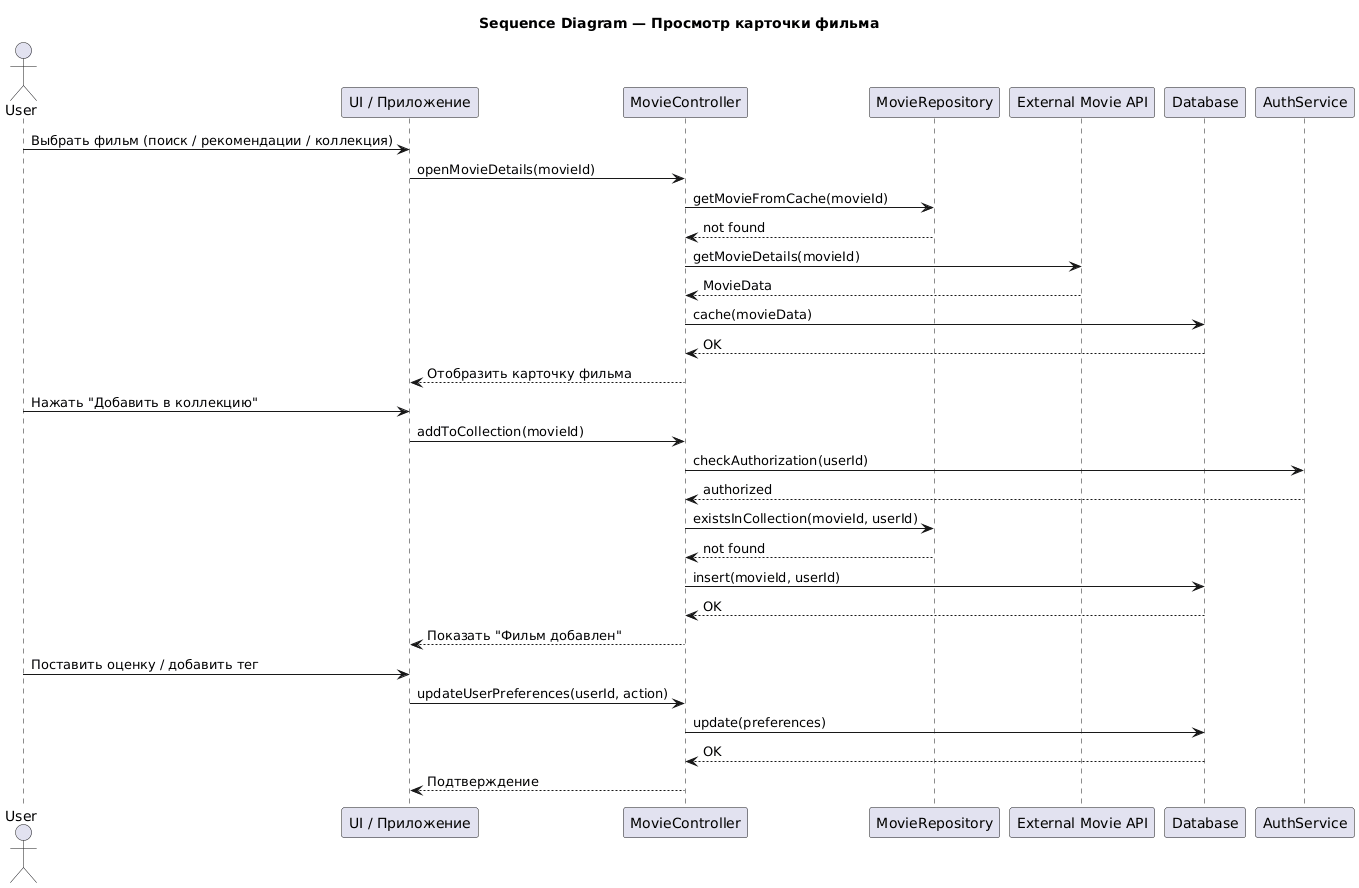 Sequence Diagram — Просмотр карточки фильма
User
UI / Приложение
MovieController
MovieRepository
External Movie API
Database
AuthService
Выбрать фильм (поиск / рекомендации / коллекция)
openMovieDetails(movieId)
getMovieFromCache(movieId)
not found
getMovieDetails(movieId)
MovieData
cache(movieData)
OK
Отобразить карточку фильма
Нажать "Добавить в коллекцию"
addToCollection(movieId)
checkAuthorization(userId)
authorized
existsInCollection(movieId, userId)
not found
insert(movieId, userId)
OK
Показать "Фильм добавлен"
Поставить оценку / добавить тег
updateUserPreferences(userId, action)
update(preferences)
OK
Подтверждение
User
UI / Приложение
MovieController
MovieRepository
External Movie API
Database
AuthService